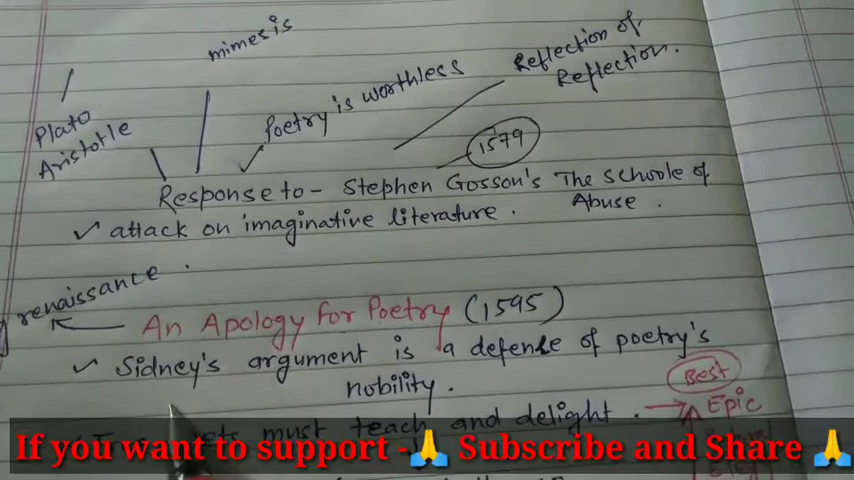 mimesis
Reflection of
Reflection.
Plato
Aristotle
Poetry is worthless
1579
Response to - Stephen Gosson's The Schoole of
Abuse .
✓ attack on imaginative literature .
renaissance .
An Apology for Poetry (1595)
✓ Sidney's argument is a defense of poetry's
nobility .
Best
must teach and delight . → Epic
If you want to support -🙏 Subscribe and Share 🙏